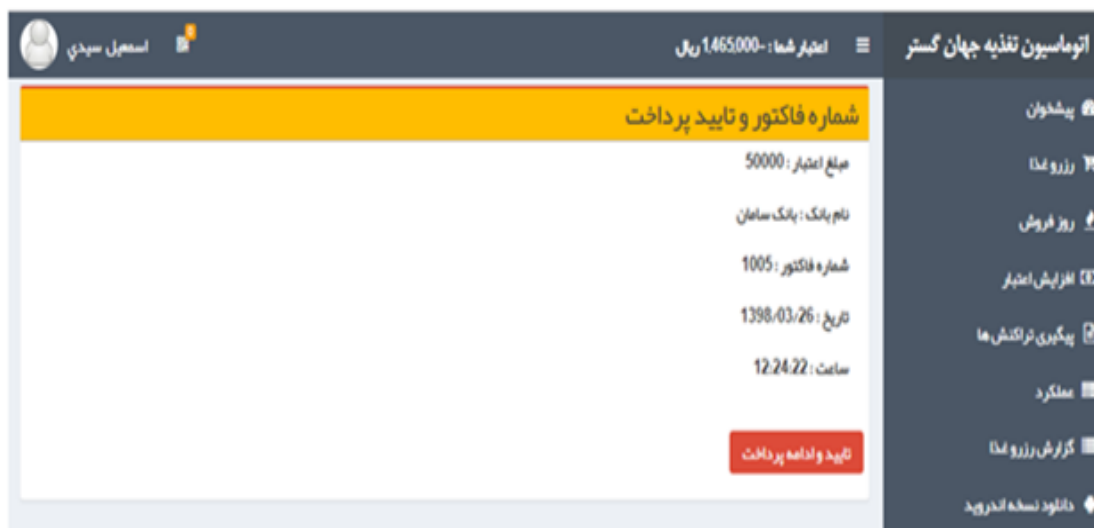 اتوماسیون تغذیه جهان گستر
اعتبار شما : -1,465,000 ریال
اسمعیل سیدی
پیشخوان
رزرو غذا
روز فروش
افزایش اعتبار
پیگیری تراکنش ها
عملکرد
گزارش رزرو غذا
دانلود نسخه اندروید
شماره فاکتور و تایید پرداخت
مبلغ اعتبار : 50000
نام بانک : بانک سامان
شماره فاکتور : 1005
تاریخ : 1398/03/26
ساعت : 12:24:22
تایید و ادامه پرداخت